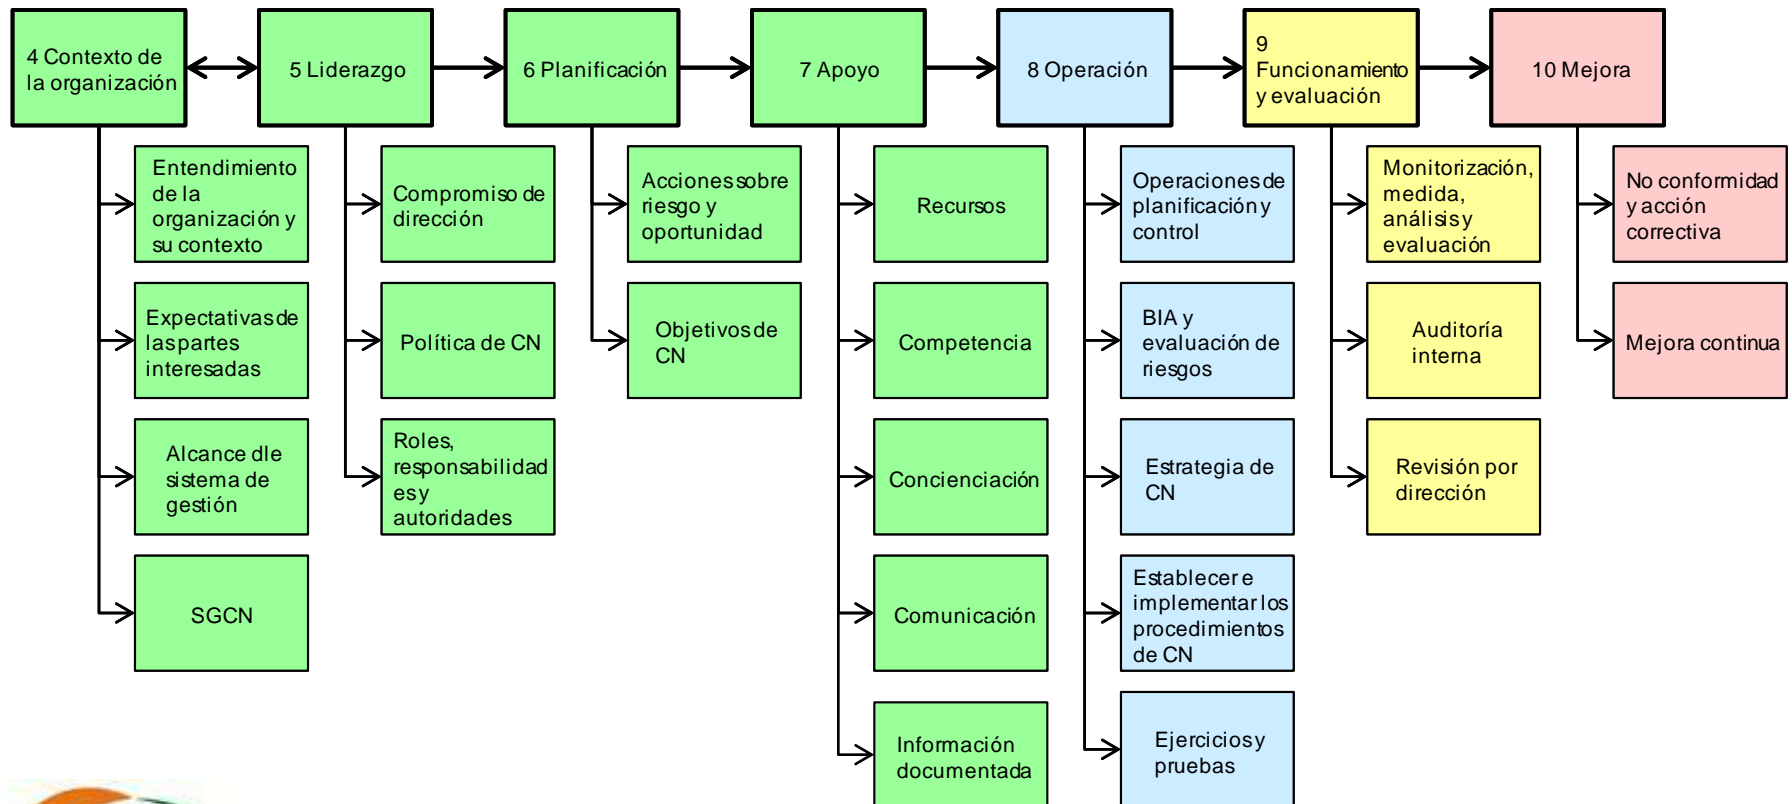 4 Contexto de
la organización
5 Liderazgo
6 Planificación
7 Apoyo
8 Operación
9
Funcionamiento
y evaluación
10 Mejora
Entendimiento
de la
organización y
su contexto
Expectativas de
las partes
interesadas
Alcance dle
sistema de
gestión
SGCN
Compromiso de
dirección
Política de CN
Roles,
responsabilidad
es y
autoridades
Acciones sobre
riesgo y
oportunidad
Objetivos de
CN
Recursos
Competencia
Concienciación
Comunicación
Información
documentada
Operaciones de
planificación y
control
BIA y
evaluación de
riesgos
Estrategia de
CN
Establecer e
implementar los
procedimientos
de CN
Ejercicios y
pruebas
Monitorización,
medida,
análisis y
evaluación
Auditoría
interna
Revisión por
dirección
No conformidad
y acción
correctiva
Mejora continua